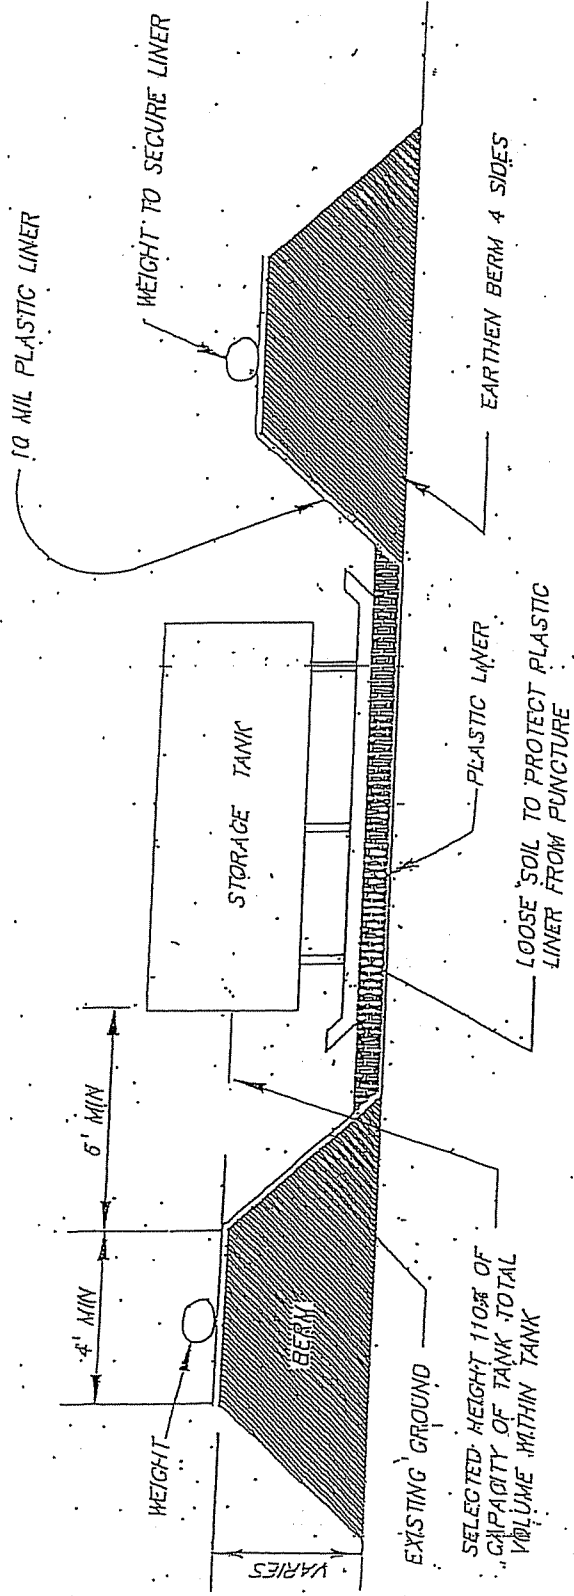 10 MIL PLASTIC LINER
WEIGHT TO SECURE LINER
6' MIN
4' MIN
WEIGHT
STORAGE TANK
BERM
VARIES
EARTHEN BERM 4 SIDES
PLASTIC LINER
LOOSE SOIL TO PROTECT PLASTIC
LINER FROM PUNCTURE
EXISTING GROUND
SELECTED HEIGHT 110% OF
CAPACITY OF TANK TOTAL
VOLUME WITHIN TANK